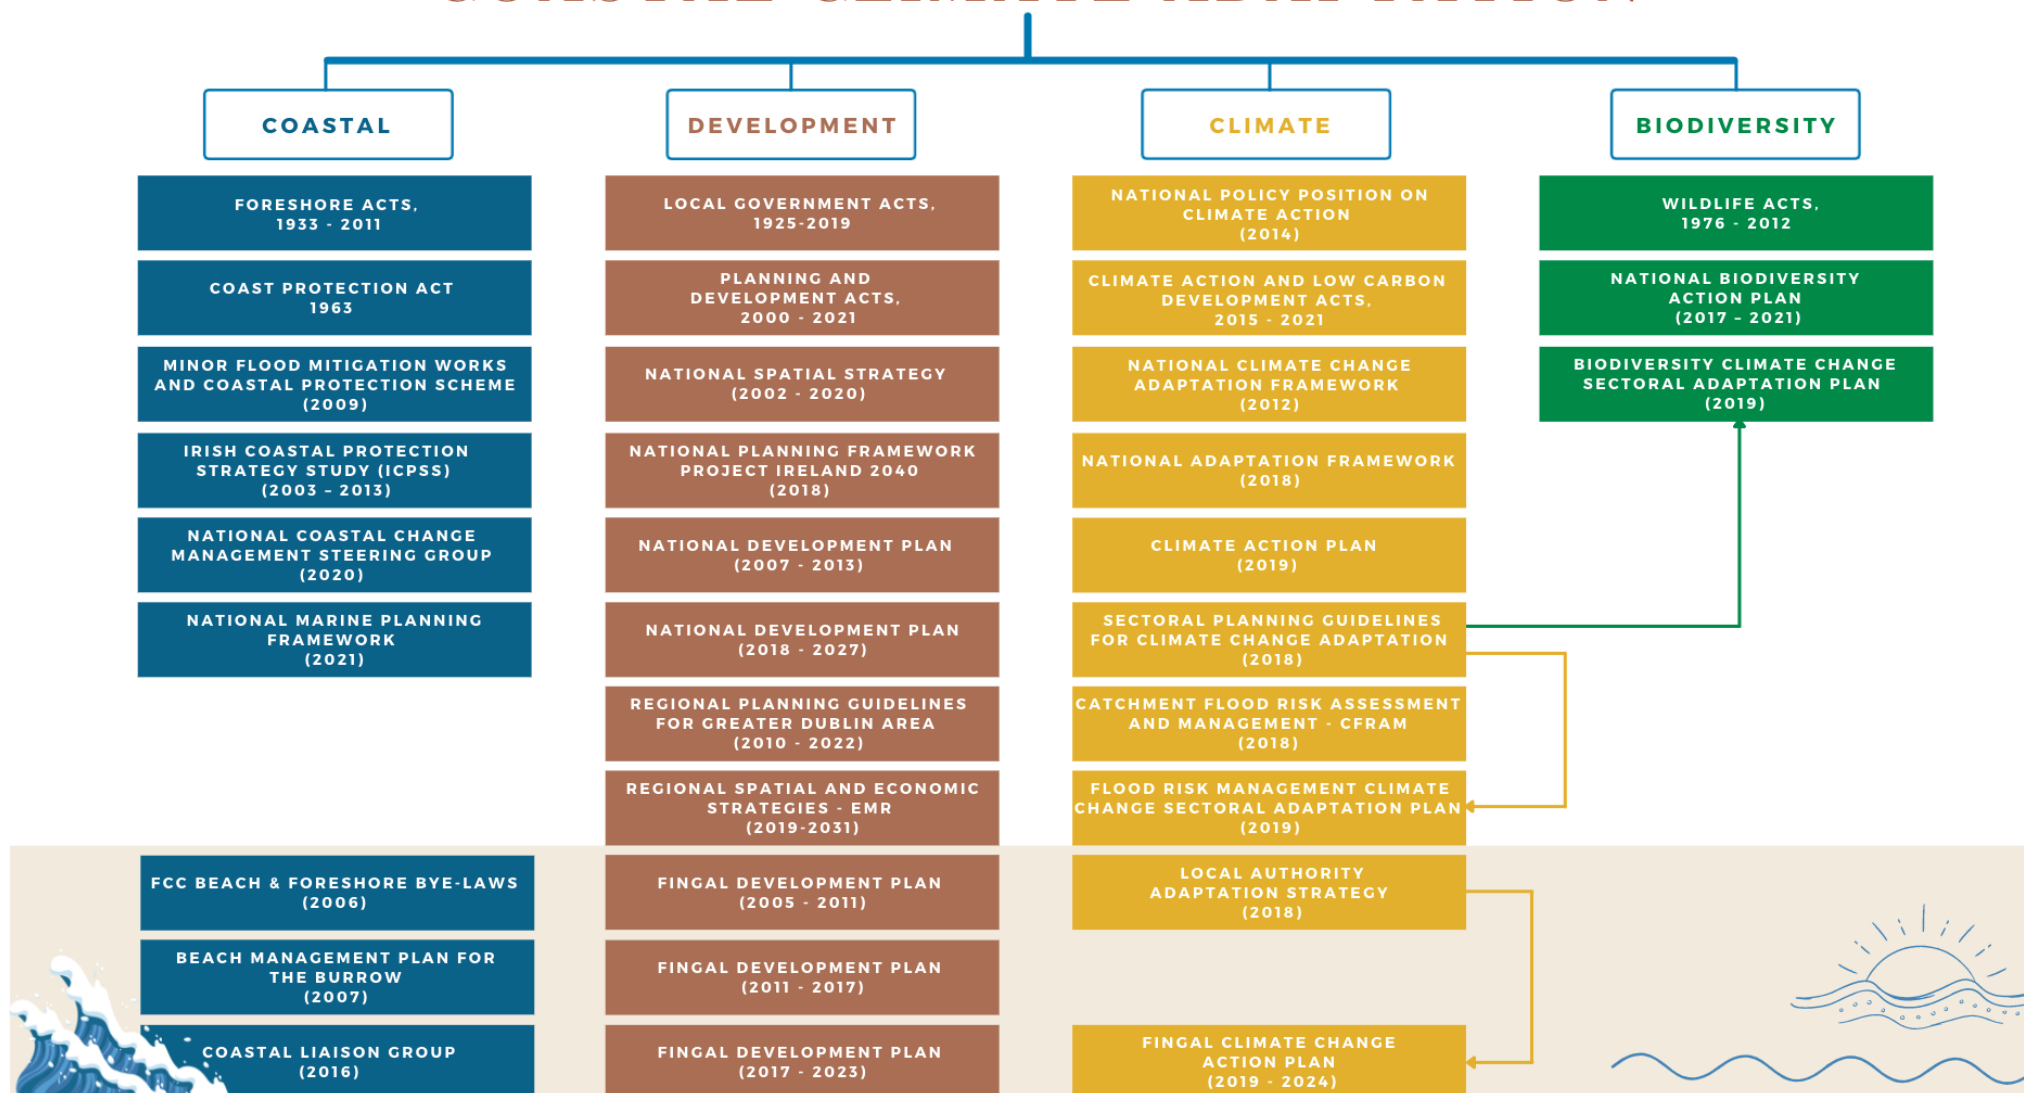 COASTAL CLIMATE ADAPTATION
COASTAL
FORESHORE ACTS,
1933 - 2011
COAST PROTECTION ACT
1963
MINOR FLOOD MITIGATION WORKS
AND COASTAL PROTECTION SCHEME
(2009)
IRISH COASTAL PROTECTION
STRATEGY STUDY (ICPSS)
(2003 – 2013)
NATIONAL COASTAL CHANGE
MANAGEMENT STEERING GROUP
(2020)
NATIONAL MARINE PLANNING
FRAMEWORK
(2021)
FCC BEACH & FORESHORE BYE-LAWS
(2006)
BEACH MANAGEMENT PLAN FOR
THE BURROW
(2007)
COASTAL LIAISON GROUP
(2016)
DEVELOPMENT
LOCAL GOVERNMENT ACTS,
1925-2019
PLANNING AND
DEVELOPMENT ACTS,
2000 - 2021
NATIONAL SPATIAL STRATEGY
(2002 - 2020)
NATIONAL PLANNING FRAMEWORK
PROJECT IRELAND 2040
(2018)
NATIONAL DEVELOPMENT PLAN
(2007 - 2013)
NATIONAL DEVELOPMENT PLAN
(2018 - 2027)
REGIONAL PLANNING GUIDELINES
FOR GREATER DUBLIN AREA
(2010 - 2022)
REGIONAL SPATIAL AND ECONOMIC
STRATEGIES - EMR
(2019-2031)
FINGAL DEVELOPMENT PLAN
(2005 - 2011)
FINGAL DEVELOPMENT PLAN
(2011 - 2017)
FINGAL DEVELOPMENT PLAN
(2017 - 2023)
CLIMATE
NATIONAL POLICY POSITION ON
CLIMATE ACTION
(2014)
CLIMATE ACTION AND LOW CARBON
DEVELOPMENT ACTS,
2015 - 2021
NATIONAL CLIMATE CHANGE
ADAPTATION FRAMEWORK
(2012)
NATIONAL ADAPTATION FRAMEWORK
(2018)
CLIMATE ACTION PLAN
(2019)
SECTORAL PLANNING GUIDELINES
FOR CLIMATE CHANGE ADAPTATION
(2018)
CATCHMENT FLOOD RISK ASSESSMENT
AND MANAGEMENT - CFRAM
(2018)
FLOOD RISK MANAGEMENT CLIMATE
CHANGE SECTORAL ADAPTATION PLAN
(2019)
LOCAL AUTHORITY
ADAPTATION STRATEGY
(2018)
FINGAL CLIMATE CHANGE
ACTION PLAN
(2019 - 2024)
BIODIVERSITY
WILDLIFE ACTS,
1976 - 2012
NATIONAL BIODIVERSITY
ACTION PLAN
(2017 – 2021)
BIODIVERSITY CLIMATE CHANGE
SECTORAL ADAPTATION PLAN
(2019)